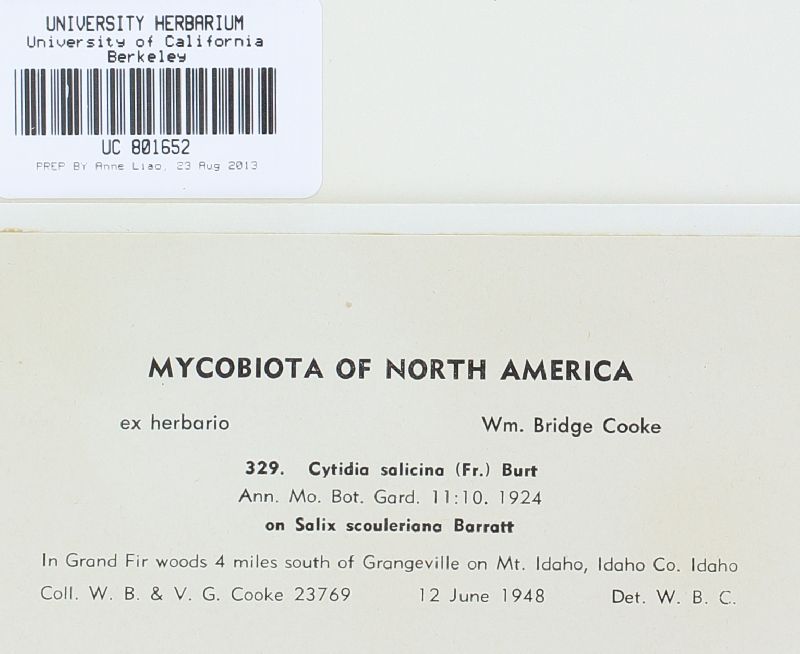 UNIVERSITY HERBARIUM
University of California
Berkeley
UC 801652
PREP BY Anne Liao, 23 Aug 2013
MYCOBIOTA OF NORTH AMERICA
ex herbario Wm. Bridge Cooke
329. Cytidia salicina (Fr.) Burt
Ann. Mo. Bot. Gard. 11:10. 1924
on Salix scouleriana Barratt
In Grand Fir woods 4 miles south of Grangeville on Mt. Idaho, Idaho Co. Idaho
Coll. W. B. & V. G. Cooke 23769 12 June 1948 Det. W. B. C.